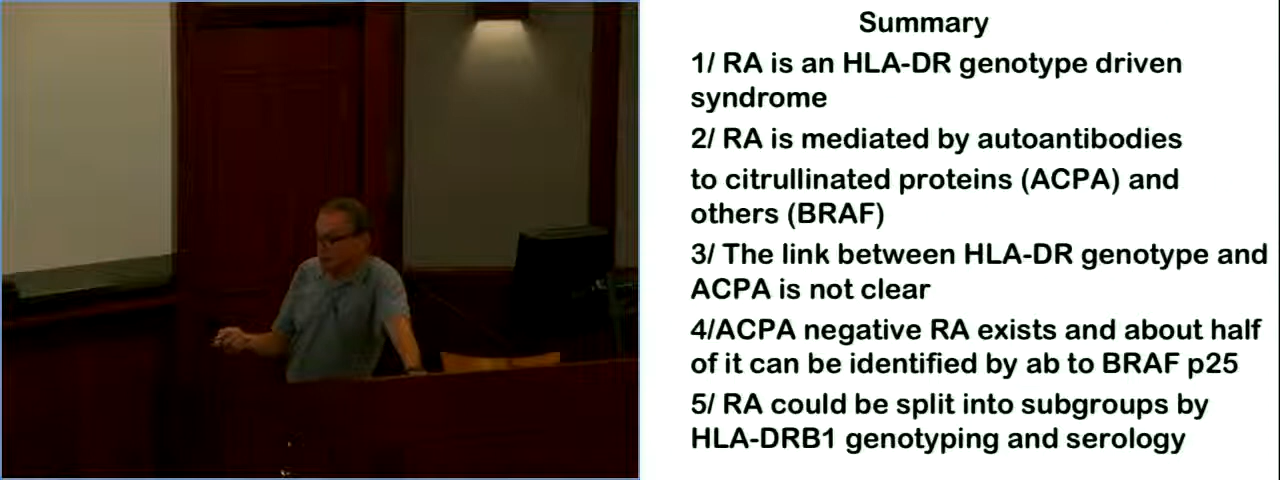 Summary
1/ RA is an HLA-DR genotype driven
syndrome
2/ RA is mediated by autoantibodies
to citrullinated proteins (ACPA) and
others (BRAF)
3/ The link between HLA-DR genotype and
ACPA is not clear
4/ACPA negative RA exists and about half
of it can be identified by ab to BRAF p25
5/ RA could be split into subgroups by
HLA-DRB1 genotyping and serology